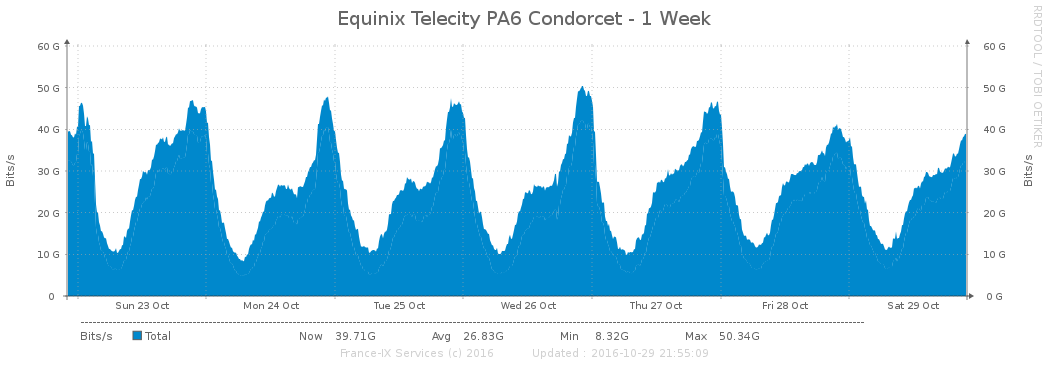 Equinix Telecity PA6 Condorcet - 1 Week
RRDTOOL / TOBI OETIKER
60 G 60 G
50 G 50 G
40 G 40 G
30 G 30 G
20 G 20 G
10 G 10 G
0 0 G
Bits/s
Bits/s
Sun 23 Oct Mon 24 Oct Tue 25 Oct Wed 26 Oct Thu 27 Oct Fri 28 Oct Sat 29 Oct
Bits/s Total Now 39.71G Avg 26.83G Min 8.32G Max 50.34G
France-IX Services (c) 2016 Updated : 2016-10-29 21:55:09